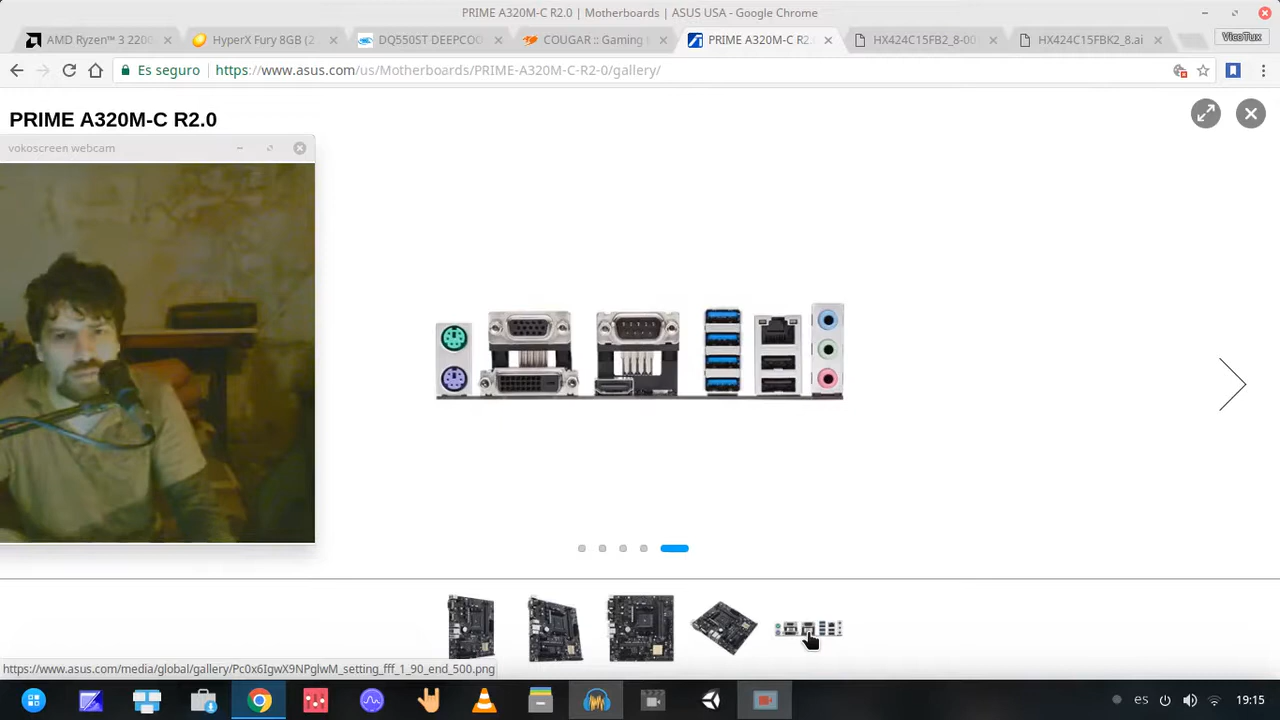 PRIME A320M-C R2.0 | Motherboards | ASUS USA - Google Chrome
AMD Ryzen™ 3 2200
HyperX Fury 8GB (2
DQ550ST DEEPCOO
COUGAR :: Gaming
PRIME A320M-C R2.
HX424C15FB2_8-00
HX424C15FBK2_8.ai
VicoTux
Es seguro
https://www.asus.com/us/Motherboards/PRIME-A320M-C-R2-0/gallery/
PRIME A320M-C R2.0
vokoscreen webcam
https://www.asus.com/media/global/gallery/Pc0x6IgwX9NPglwM_setting_fff_1_90_end_500.png
es
19:15